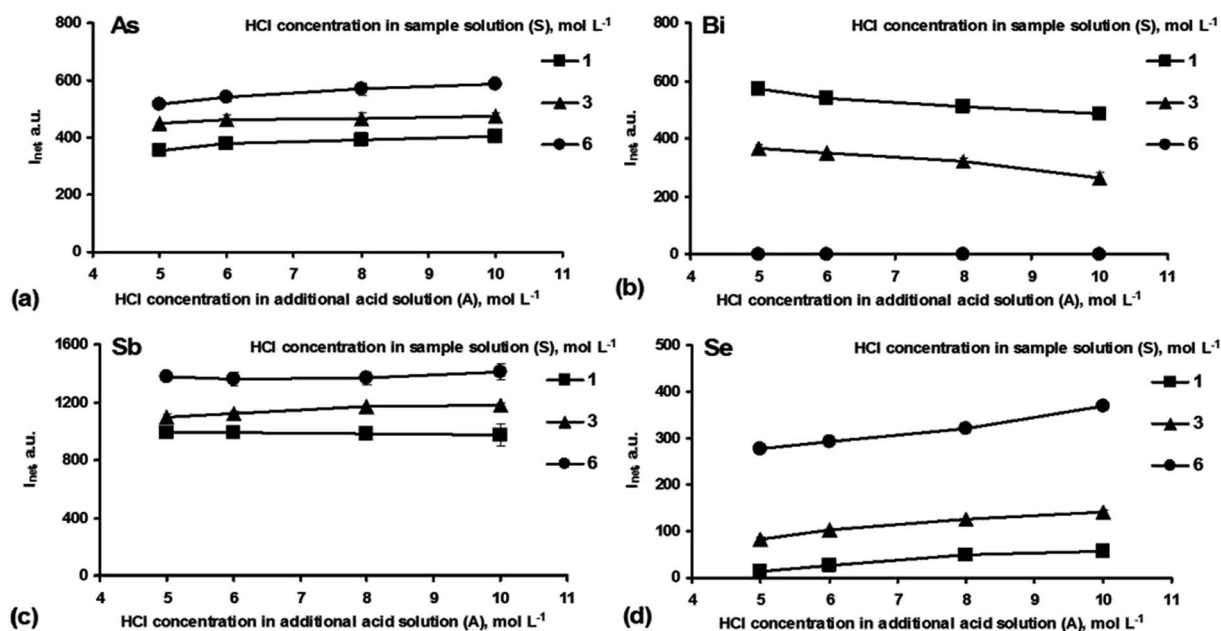 As
HCl concentration in sample solution (S), mol L-1
800
600
400
200
0
Inet, a.u.
1
3
6
4 5 6 7 8 9 10 11
(a) HCl concentration in additional acid solution (A), mol L-1
Bi
HCl concentration in sample solution (S), mol L-1
800
600
400
200
0
Inet, a.u.
1
3
6
4 5 6 7 8 9 10 11
(b) HCl concentration in additional acid solution (A), mol L-1
Sb
HCl concentration in sample solution (S), mol L-1
1600
1200
800
400
0
Inet, a.u.
1
3
6
4 5 6 8 8 9 10 11
(c) HCl concentration in additional acid solution (A), mol L-1
Se
HCl concentration in sample solution (S), mol L-1
500
400
300
200
100
0
Inet, a.u.
1
3
6
4 5 6 7 8 9 10 11
(d) HCl concentration in additional acid solution (A), mol L-1